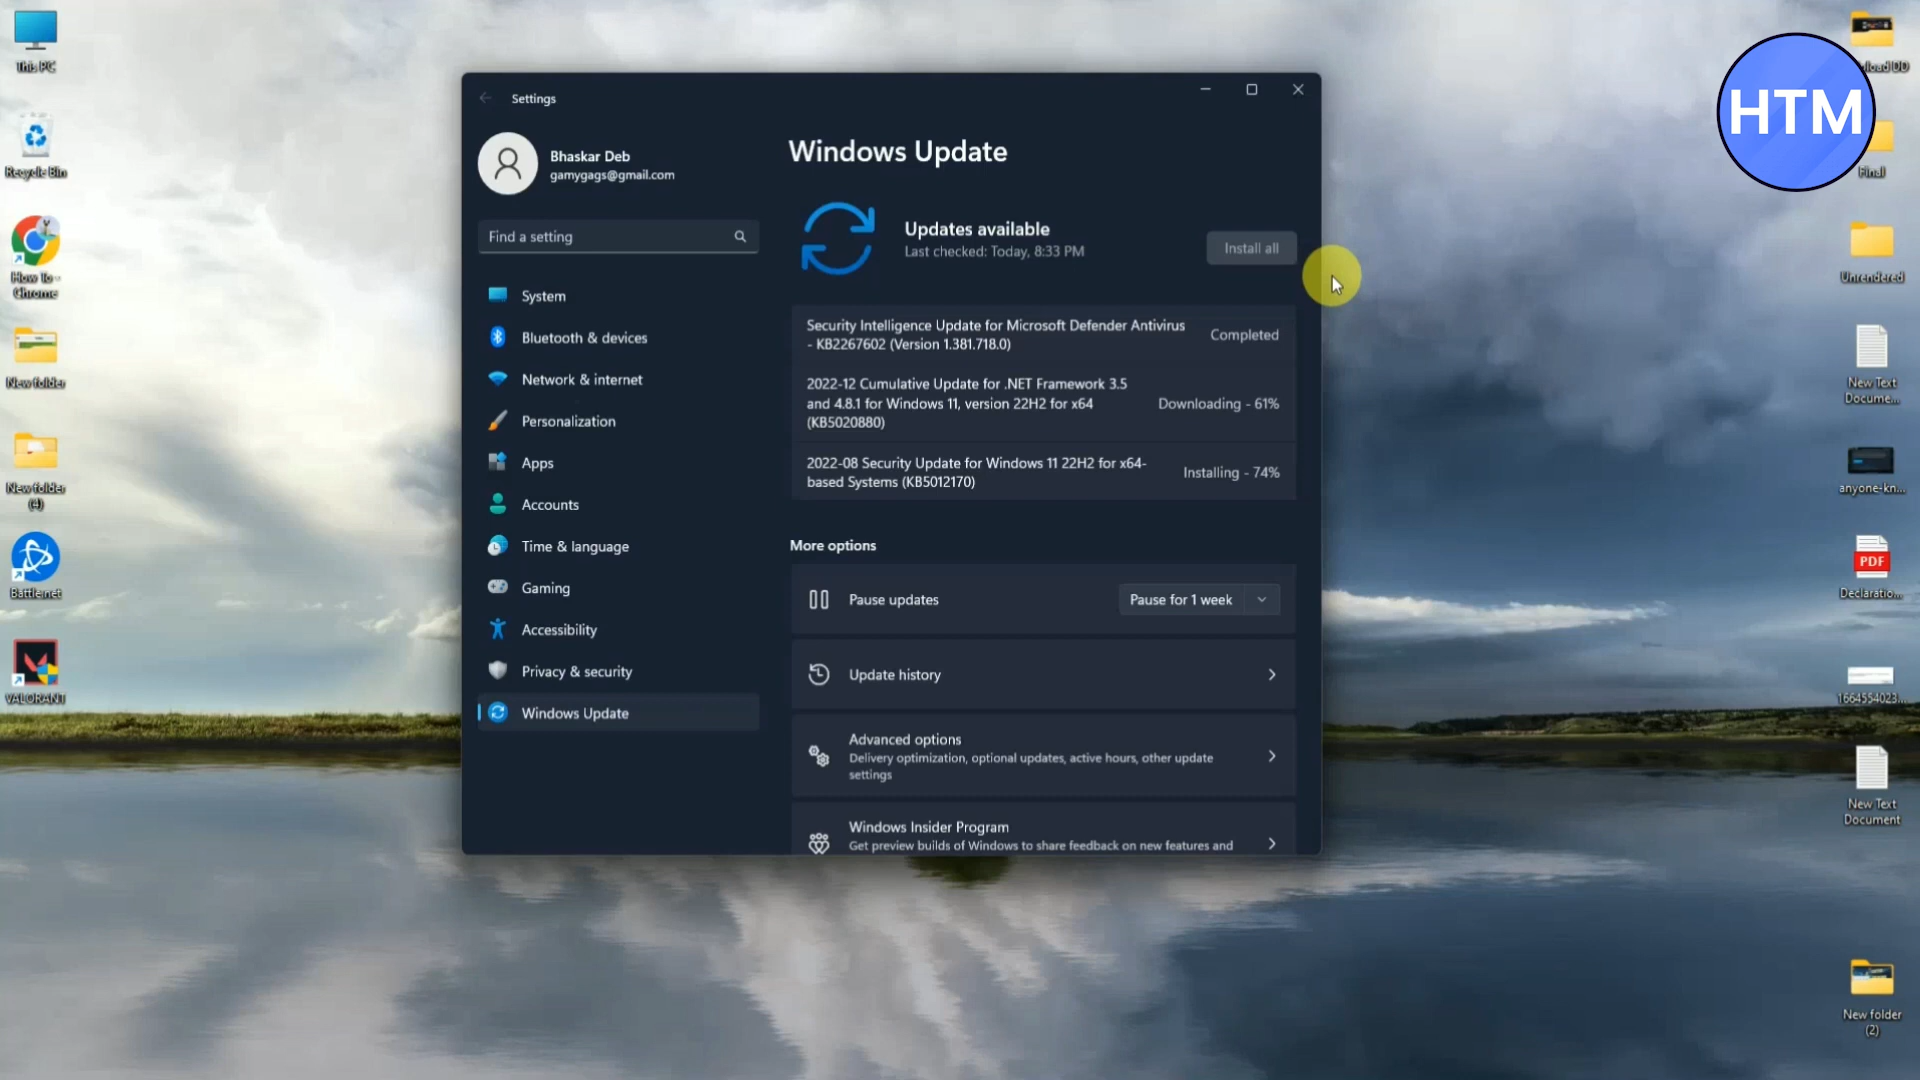 This PC
Recycle Bin
How To -
Chrome
New folder
New folder
(4)
Battle.net
VALORANT
Settings
Bhaskar Deb
gamygags@gmail.com
Find a setting
System
Bluetooth & devices
Network & internet
Personalization
Apps
Accounts
Time & language
Gaming
Accessibility
Privacy & security
Windows Update
Windows Update
Updates available
Last checked: Today, 8:33 PM
Install all
Security Intelligence Update for Microsoft Defender Antivirus
- KB2267602 (Version 1.381.718.0)
Completed
2022-12 Cumulative Update for .NET Framework 3.5
and 4.8.1 for Windows 11, version 22H2 for x64
(KB5020880)
Downloading - 61%
2022-08 Security Update for Windows 11 22H2 for x64-
based Systems (KB5012170)
Installing - 74%
More options
Pause updates
Pause for 1 week
Update history
Advanced options
Delivery optimization, optional updates, active hours, other update
settings
Windows Insider Program
Get preview builds of Windows to share feedback on new features and
HTM
Final
Unrendered
New Text
Docume...
anyone-kn...
PDF
Declaratio...
1664554023...
New Text
Document
New folder
(2)